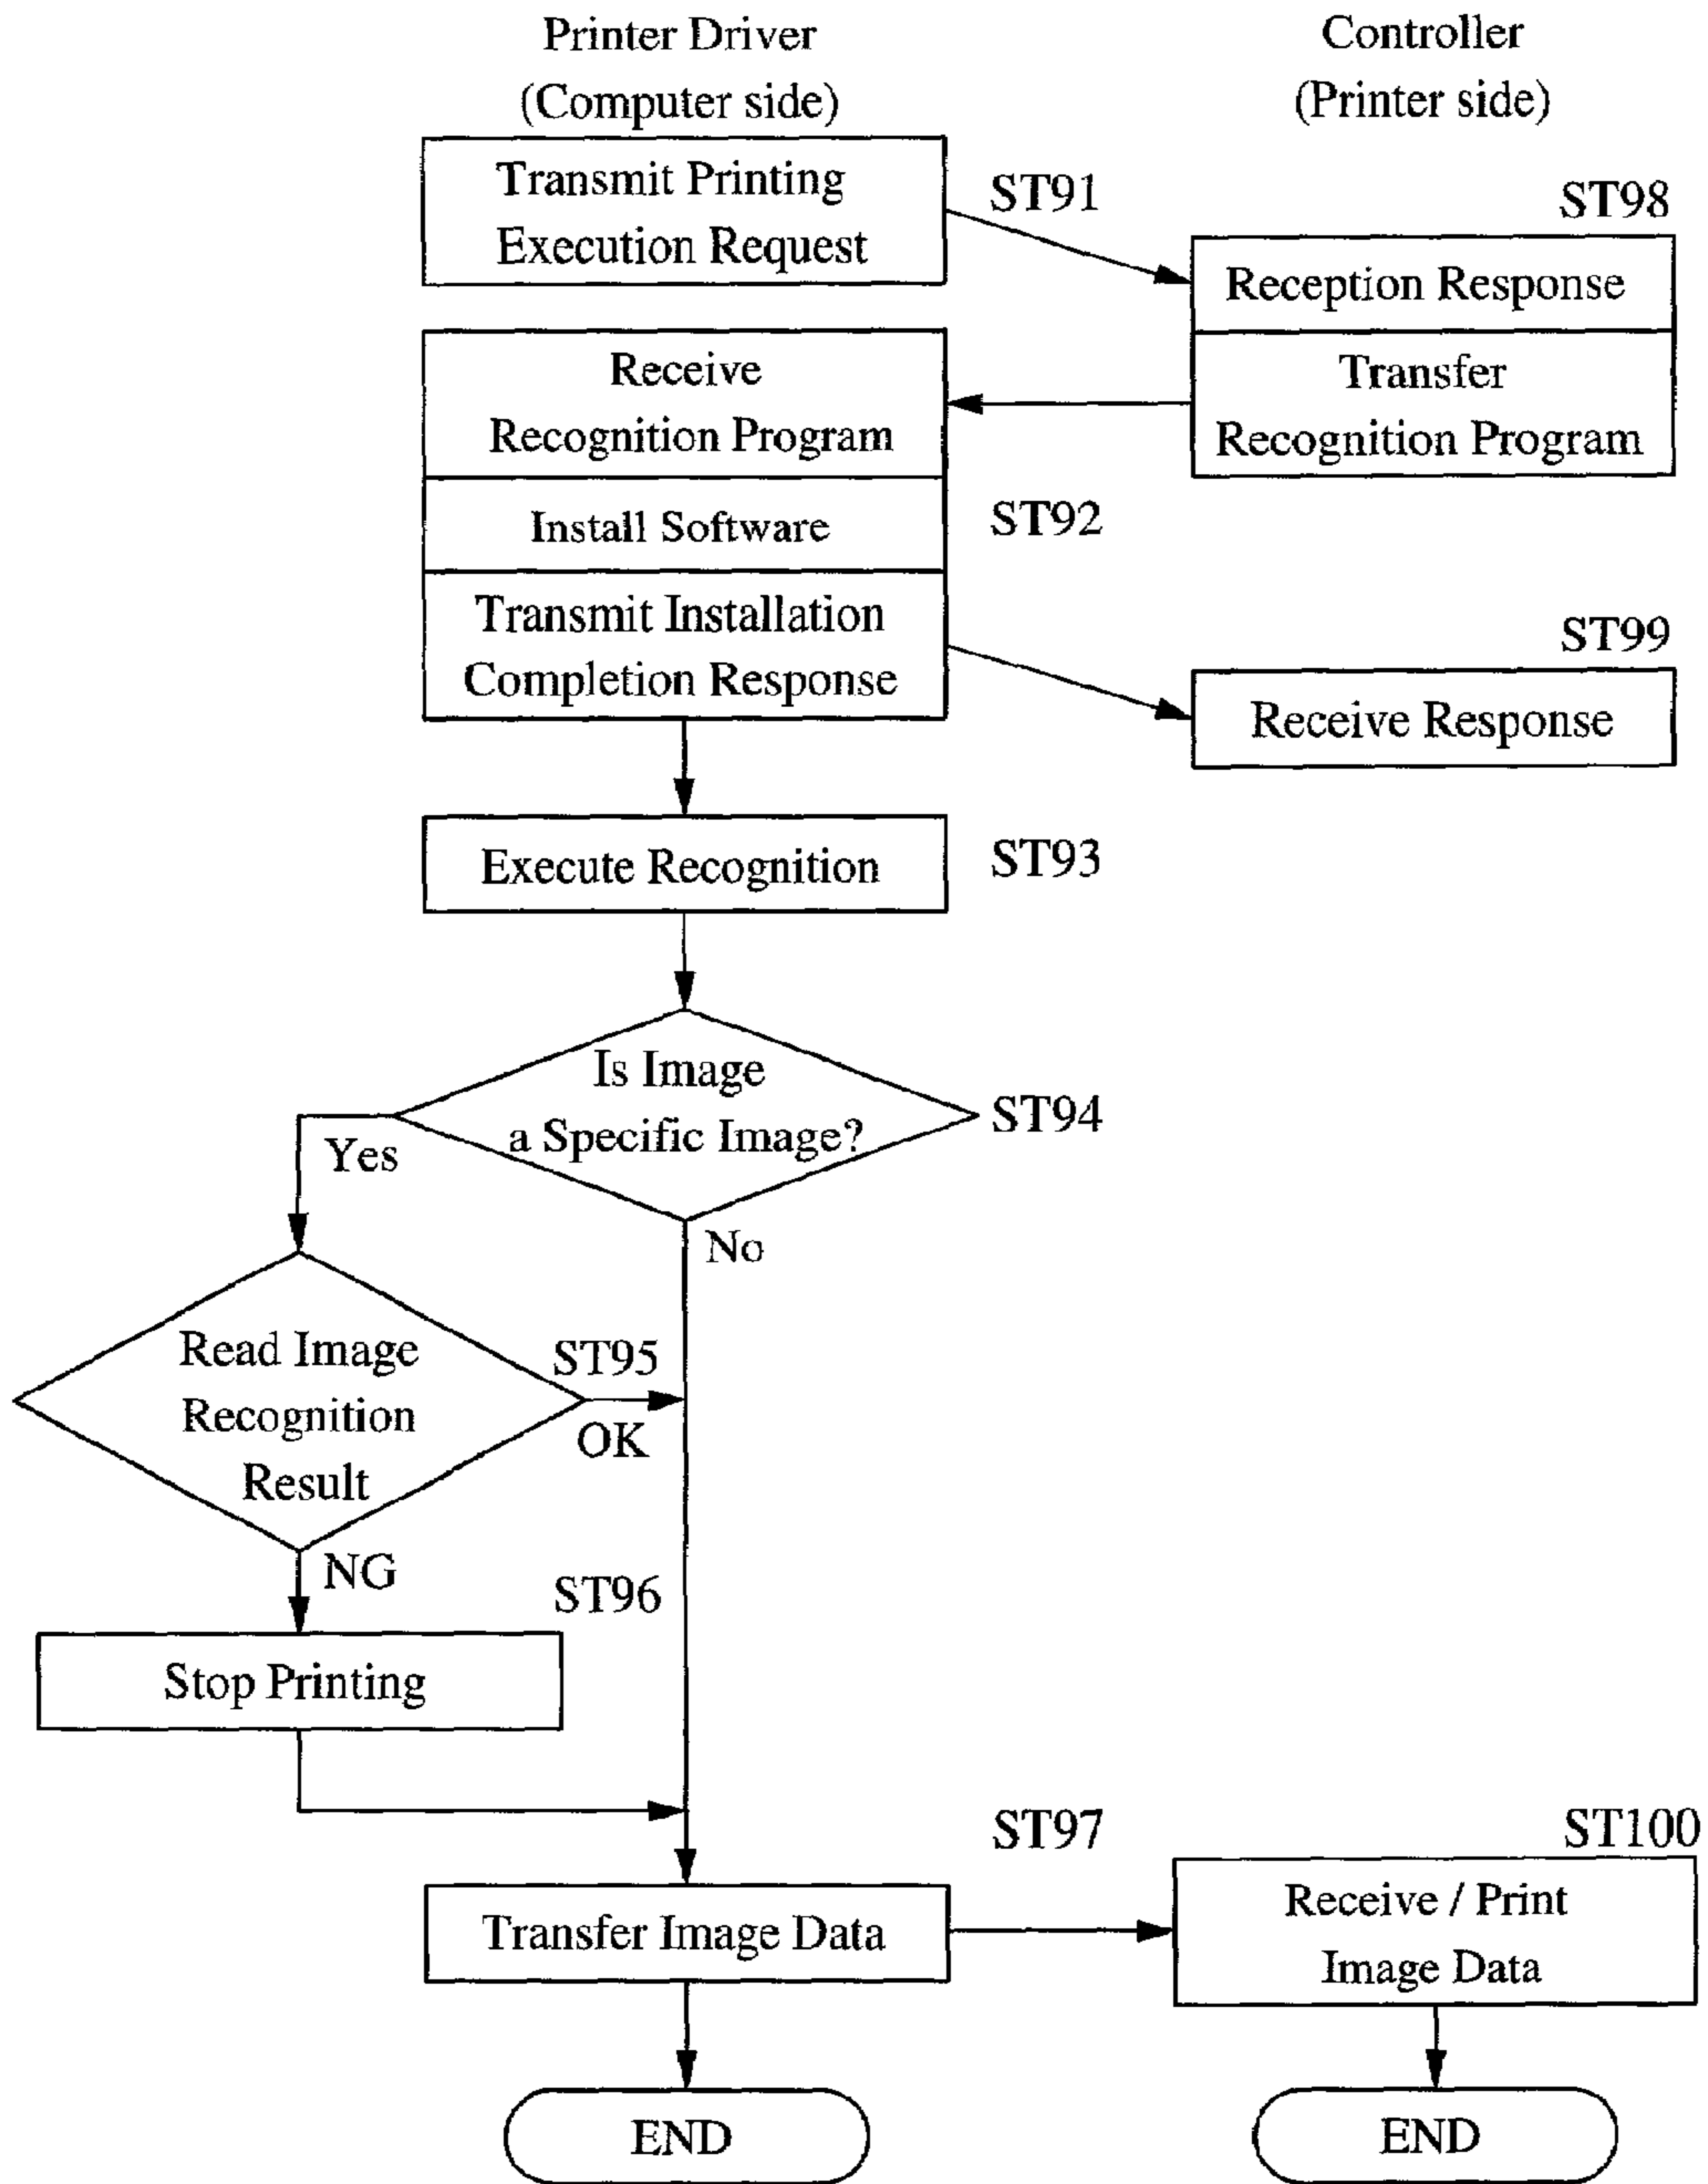 Printer Driver
(Computer side)
Controller
(Printer side)
Transmit Printing
Execution Request
ST91
ST98
Reception Response
Receive
Recognition Program
Transfer
Recognition Program
Install Software
ST92
Transmit Installation
Completion Response
ST99
Receive Response
Execute Recognition
ST93
Is Image
a Specific Image?
ST94
Yes
No
Read Image
Recognition
Result
ST95
OK
NG
ST96
Stop Printing
ST97
ST100
Transfer Image Data
Receive / Print
Image Data
END
END